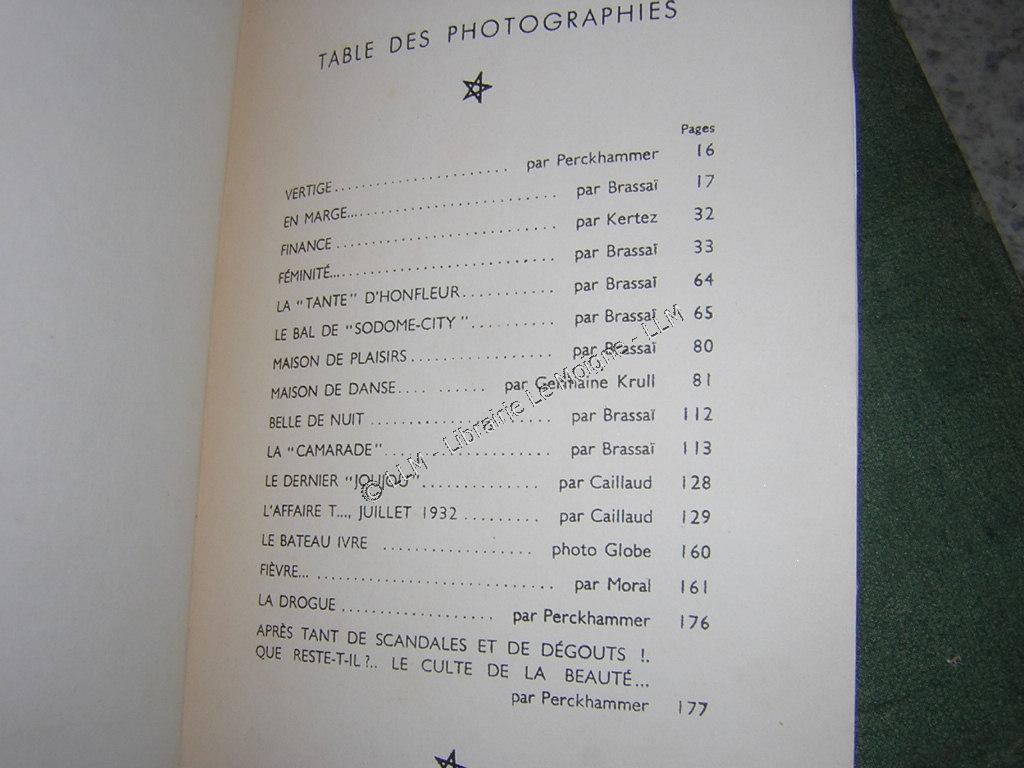 TABLE DES PHOTOGRAPHIES
Pages
VERTIGE.......................... par Perckhammer 16
EN MARGE.............................. par Brassaï 17
FINANCE .............................. par Kertez 32
FÉMINITÉ.............................. par Brassaï 33
LA "TANTE" D'HONFLEUR........... par Brassaï 64
LE BAL DE "SODOME-CITY".......... par Brassaï 65
MAISON DE PLAISIRS.................. par Brassaï 80
MAISON DE DANSE.... ...... par Germaine Krull 81
BELLE DE NUIT ...................... par Brassaï 112
LA "CAMARADE"...................... par Brassaï 113
LE DERNIER "JOUJOU".............. par Caillaud 128
L'AFFAIRE T..., JUILLET 1932 ......... par Caillaud 129
LE BATEAU IVRE .................. photo Globe 160
FIÈVRE... ............................ par Moral 161
LA DROGUE .................. par Perckhammer 176
APRÈS TANT DE SCANDALES ET DE DÉGOUTS !.
QUE RESTE-T-IL ?.. LE CULTE DE LA BEAUTÉ...
par Perckhammer 177
© OLM - Librairie Le Moigne - LLM